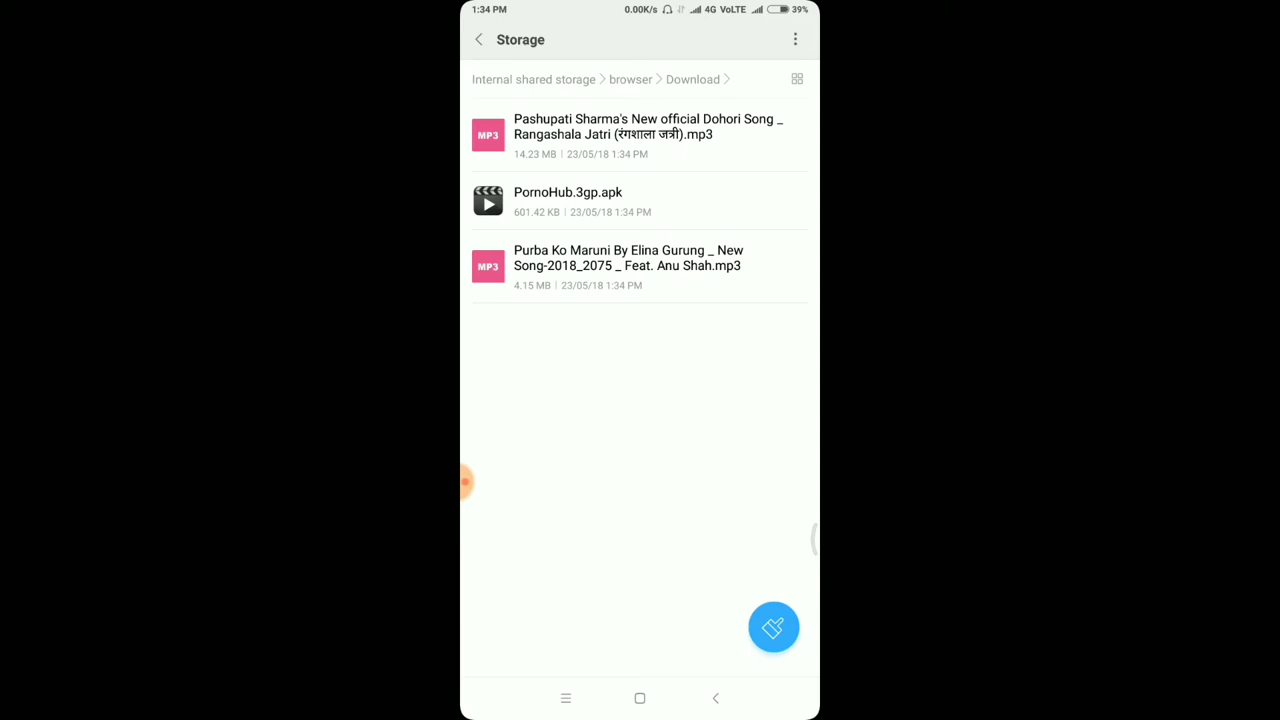 1:34 PM 0.00K/s 4G VoLTE 39%
Storage
Internal shared storage browser Download
Pashupati Sharma's New official Dohori Song _
MP3 Rangashala Jatri (रंगशाला जत्री).mp3
14.23 MB | 23/05/18 1:34 PM
PornoHub.3gp.apk
601.42 KB | 23/05/18 1:34 PM
Purba Ko Maruni By Elina Gurung _ New
MP3 Song-2018_2075 _ Feat. Anu Shah.mp3
4.15 MB | 23/05/18 1:34 PM